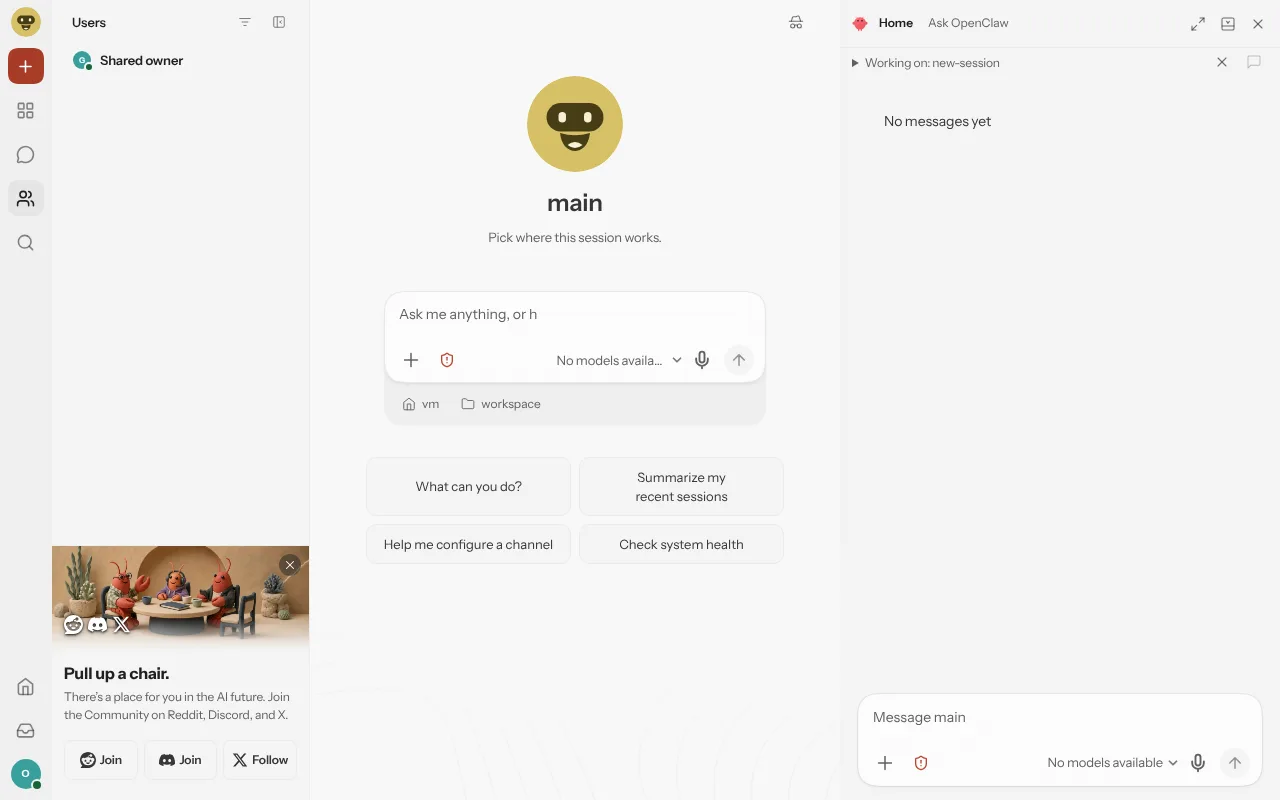 Users
G
Shared owner
Pull up a chair.
There's a place for you in the AI future. Join
the Community on Reddit, Discord, and X.
Join
Join
Follow
O
main
Pick where this session works.
Ask me anything, or h
No models availa...
vm
workspace
What can you do?
Summarize my
recent sessions
Help me configure a channel
Check system health
Home
Ask OpenClaw
Working on: new-session
No messages yet
Message main
No models available